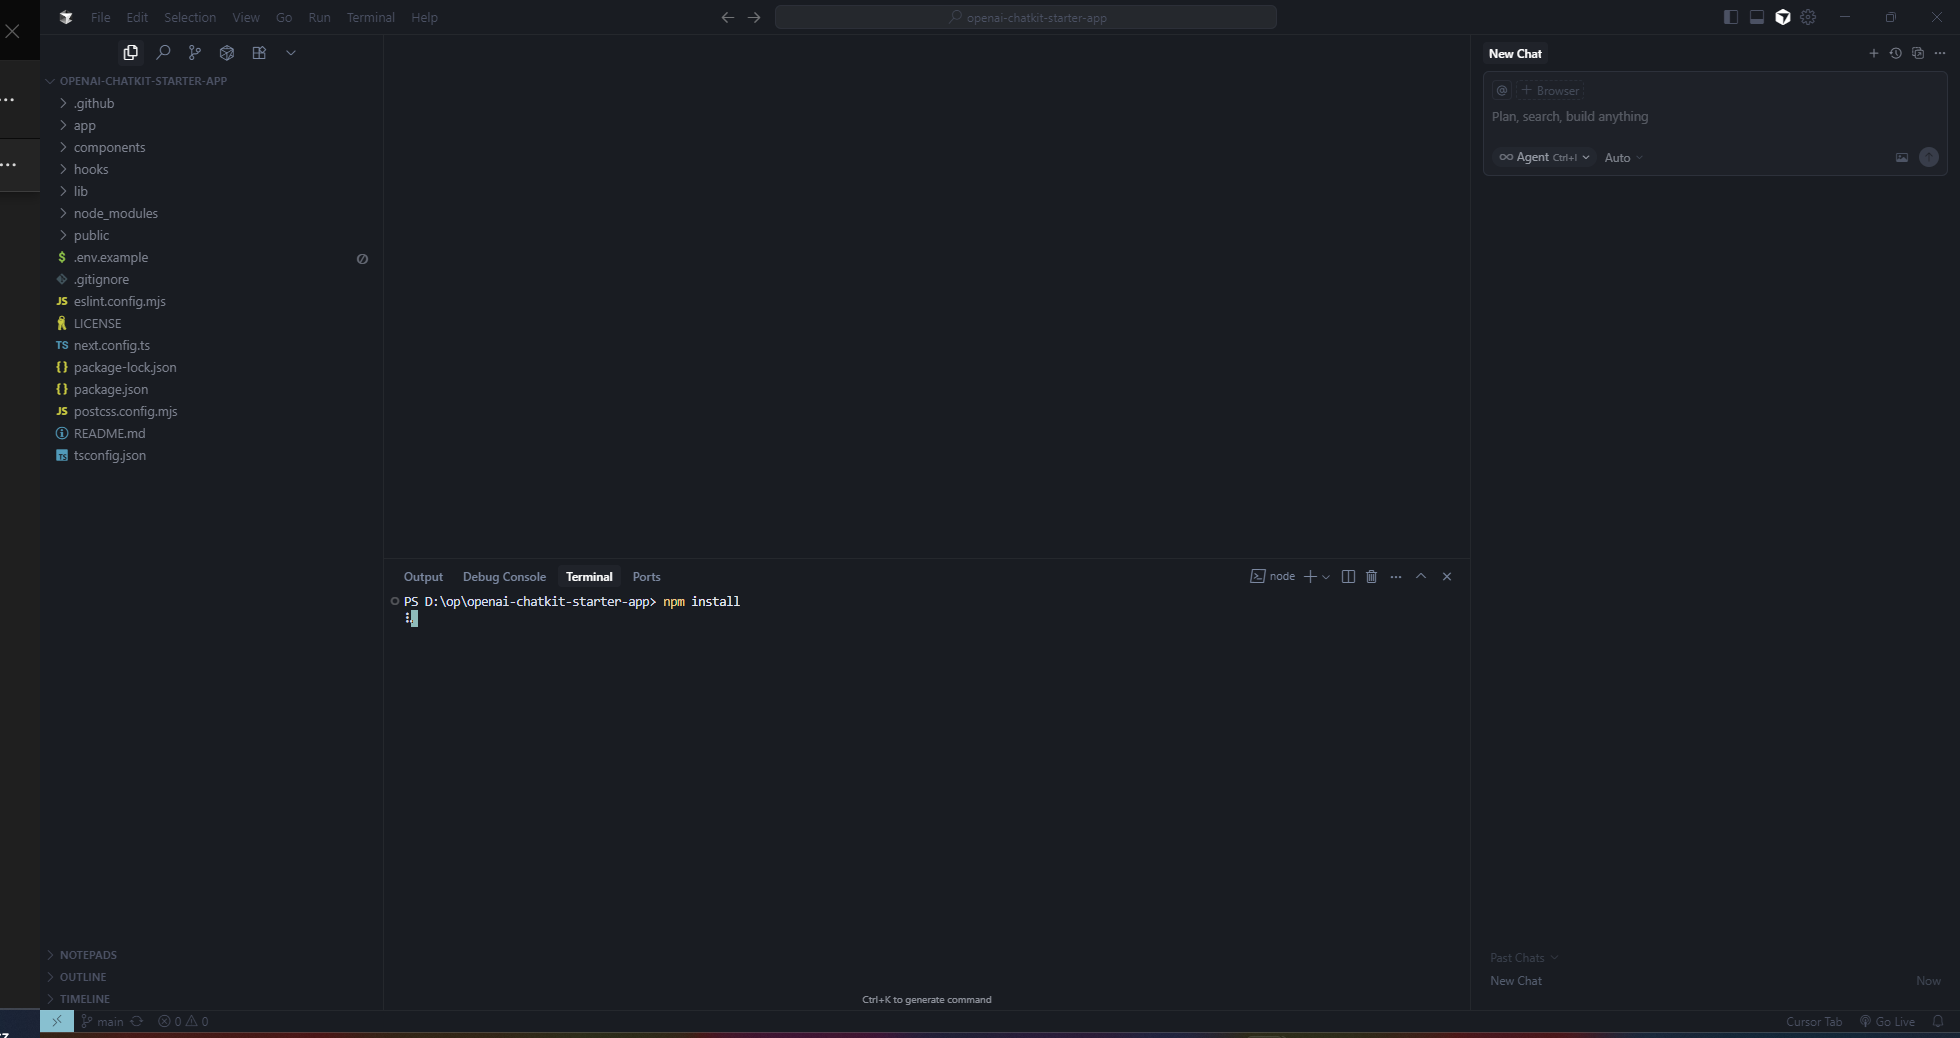 File Edit Selection View Go Run Terminal Help
openai-chatkit-starter-app
OPENAI-CHATKIT-STARTER-APP
.github
app
components
hooks
lib
node_modules
public
$ .env.example
.gitignore
JS eslint.config.mjs
LICENSE
TS next.config.ts
{} package-lock.json
{} package.json
JS postcss.config.mjs
README.md
TS tsconfig.json
NOTEPADS
OUTLINE
TIMELINE
Output Debug Console Terminal Ports
node
PS D:\op\openai-chatkit-starter-app> npm install
Ctrl+K to generate command
New Chat
@ + Browser
Plan, search, build anything
Agent Ctrl+I Auto
Past Chats
New Chat Now
main 0 0
Cursor Tab Go Live